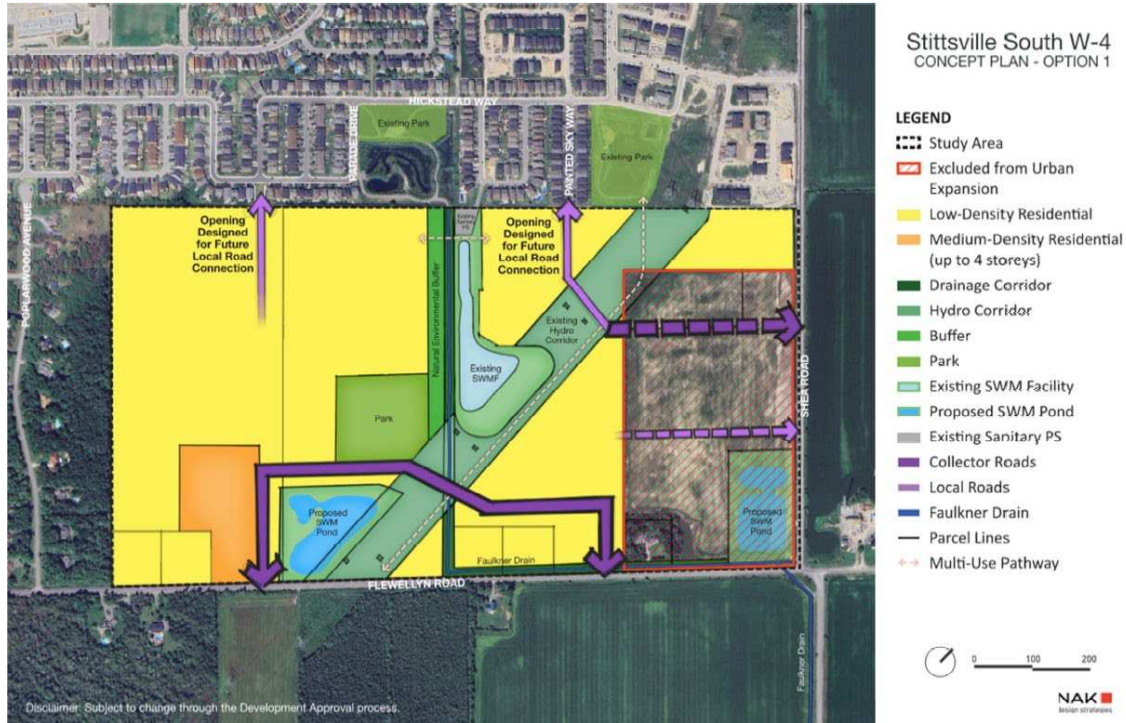 Stittsville South W-4
CONCEPT PLAN - OPTION 1
LEGEND
Study Area
Excluded from Urban
Expansion
Low-Density Residential
Medium-Density Residential
(up to 4 storeys)
Drainage Corridor
Hydro Corridor
Buffer
Park
Existing SWM Facility
Proposed SWM Pond
Existing Sanitary PS
Collector Roads
Local Roads
Faulkner Drain
Parcel Lines
Multi-Use Pathway
0 100 200
NAK
design strategies
HICKSTEAD WAY
PARADE DRIVE
Existing Park
PAINTED SKY WAY
Existing Park
POPLARWOOD AVENUE
Opening
Designed
for Future
Local Road
Connection
Existing
Sanitary
PS
Opening
Designed
for Future
Local Road
Connection
Natural Environmental Buffer
Existing
Hydro
Corridor
Existing
SWMF
SHEA ROAD
Park
Proposed
SWM
Pond
Proposed
SWM
Pond
Faulkner Drain
FLEWELLYN ROAD
Faulkner Drain
Disclaimer: Subject to change through the Development Approval process.